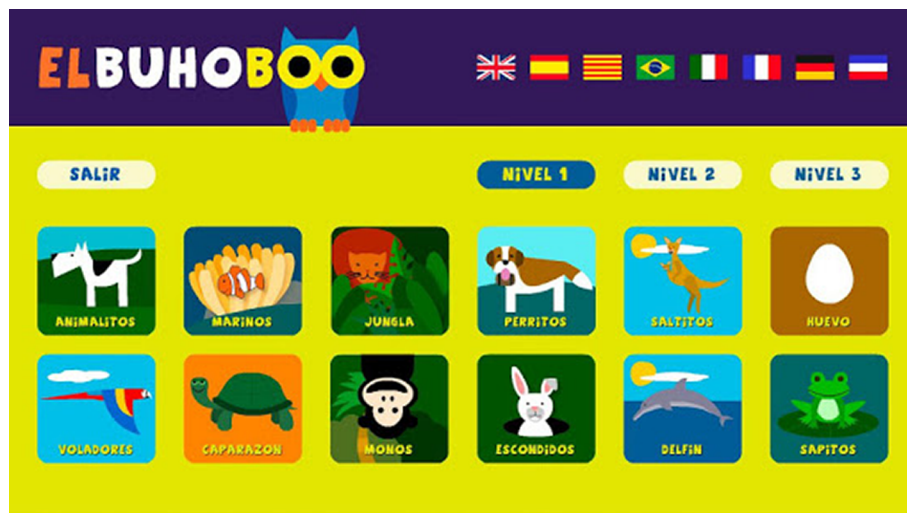 ELBUHOBOO
SALiR
NiVEL 1
NiVEL 2
NiVEL 3
ANiMALiTOS
MARiNOS
JUNGLA
PERRiTOS
SALTiTOS
HUEVO
VOLADORES
CAPARAZON
MONOS
ESCONDiDOS
DELFiN
SAPiTOS